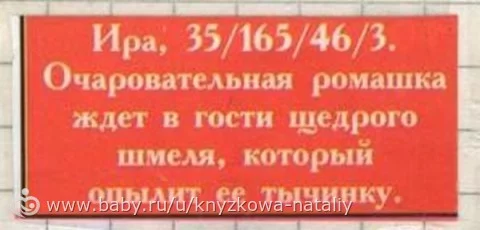 Ира, 35/165/46/3.
Очаровательная ромашка
ждет в гости щедрого
шмеля, который
опылит ее тычинку.
www.baby.ru/u/knyzkowa-nataliy